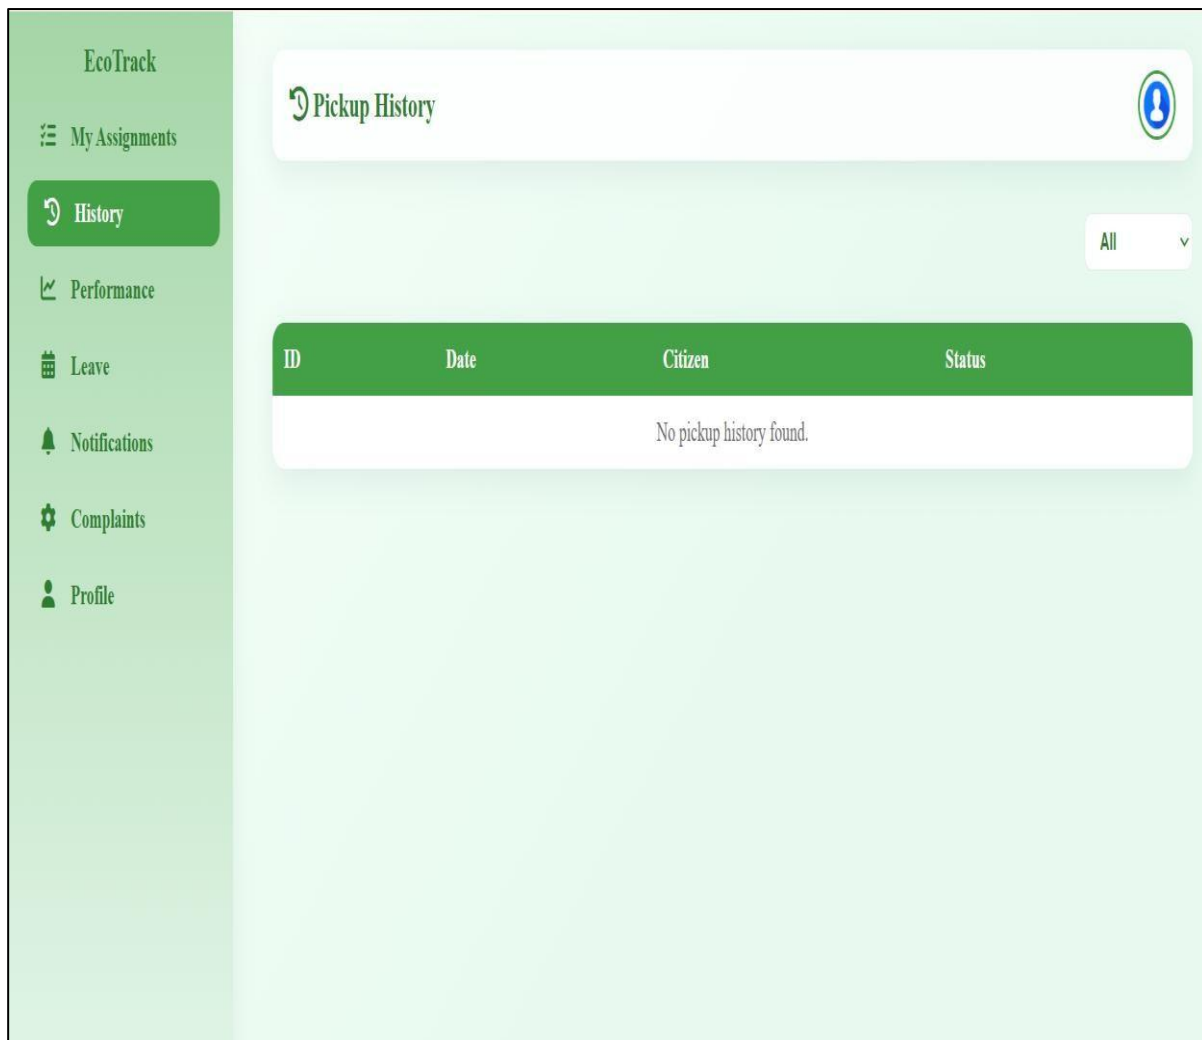 EcoTrack
My Assignments
History
Performance
Leave
Notifications
Complaints
Profile
Pickup History
All
ID Date Citizen Status
No pickup history found.